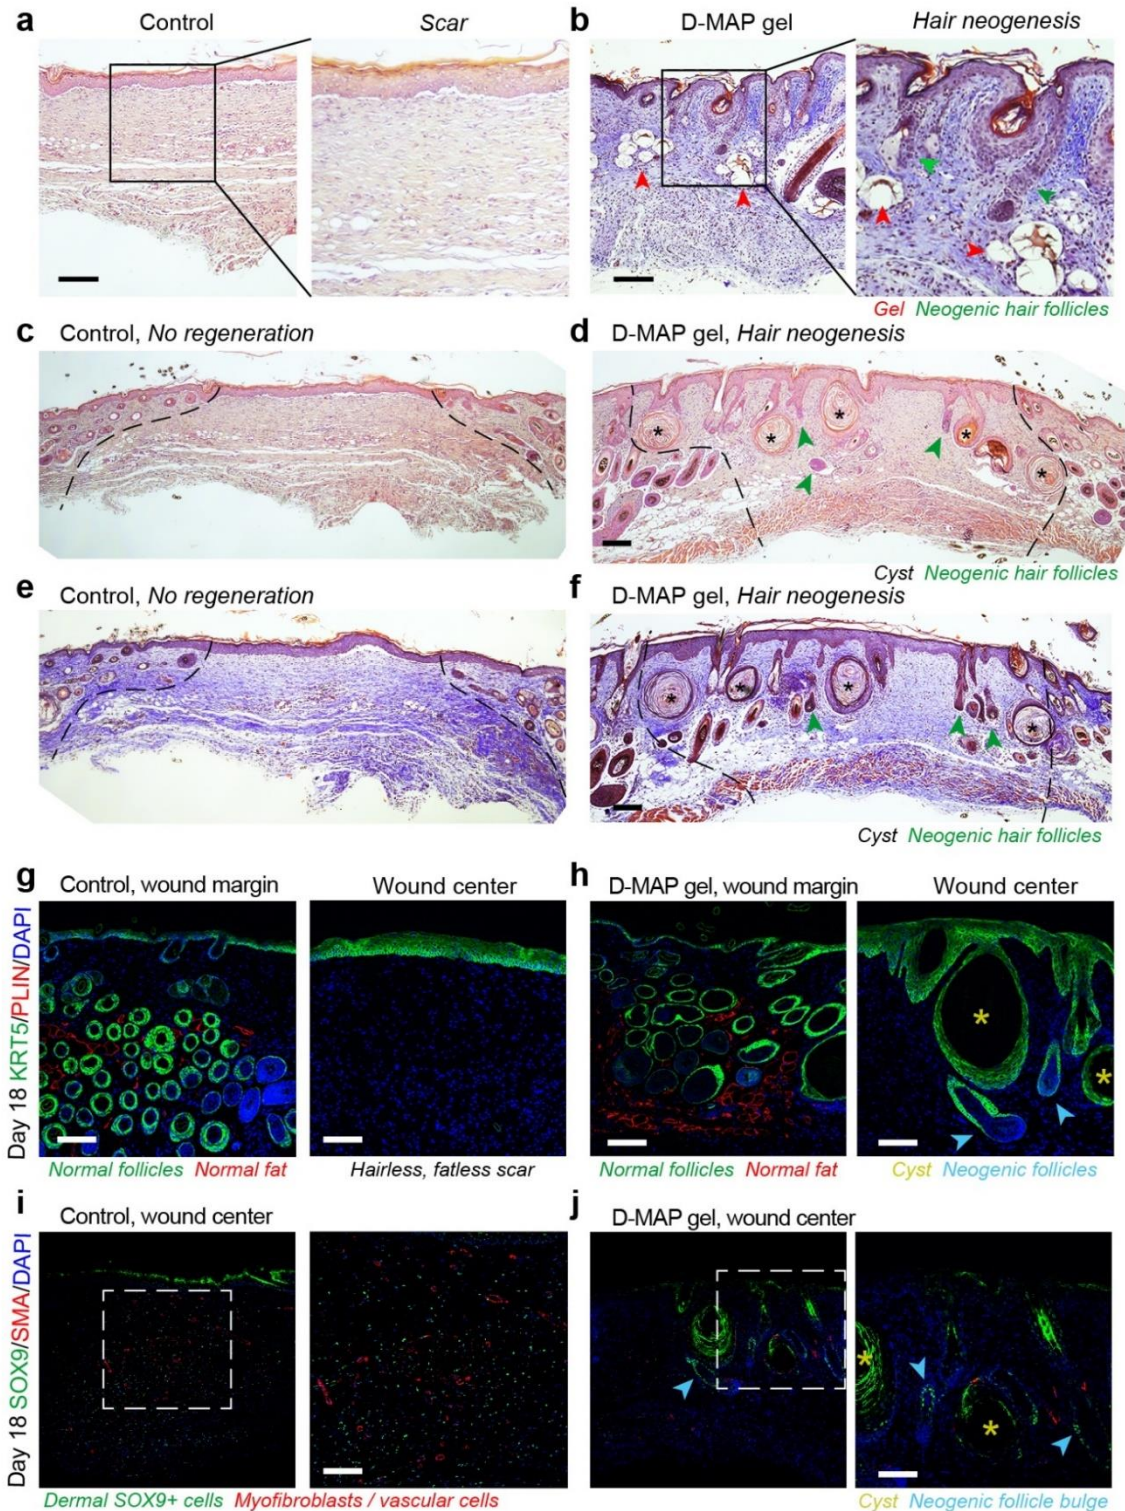 a Control Scar
b D-MAP gel Hair neogenesis
Gel Neogenic hair follicles
c Control, No regeneration
d D-MAP gel, Hair neogenesis
* * * *
Cyst Neogenic hair follicles
e Control, No regeneration
f D-MAP gel, Hair neogenesis
* * * *
Cyst Neogenic hair follicles
g Control, wound margin Wound center
h D-MAP gel, wound margin Wound center
Day 18 KRT5/PLIN/DAPI
* *
Normal follicles Normal fat Hairless, fatless scar
Normal follicles Normal fat Cyst Neogenic follicles
i Control, wound center
j D-MAP gel, wound center
Day 18 SOX9/SMA/DAPI
* *
Dermal SOX9+ cells Myofibroblasts / vascular cells
Cyst Neogenic follicle bulge